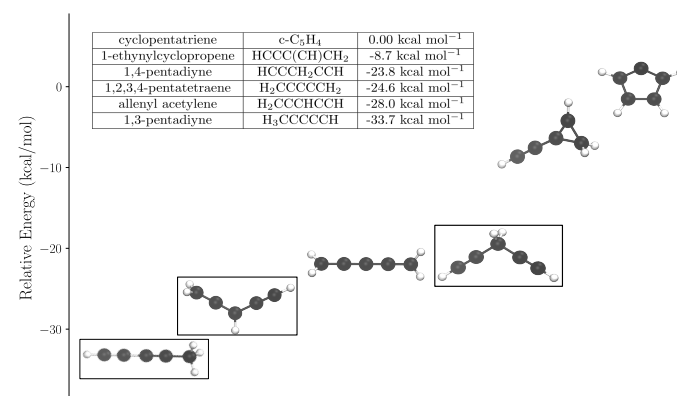 cyclopentatriene c-C₅H₄ 0.00 kcal mol⁻¹
1-ethynylcyclopropene HCCC(CH)CH₂ -8.7 kcal mol⁻¹
1,4-pentadiyne HCCCH₂CCH -23.8 kcal mol⁻¹
1,2,3,4-pentatetraene H₂CCCCCH₂ -24.6 kcal mol⁻¹
allenyl acetylene H₂CCCHCCH -28.0 kcal mol⁻¹
1,3-pentadiyne H₃CCCCCH -33.7 kcal mol⁻¹
Relative Energy (kcal/mol)
0
−10
−20
−30